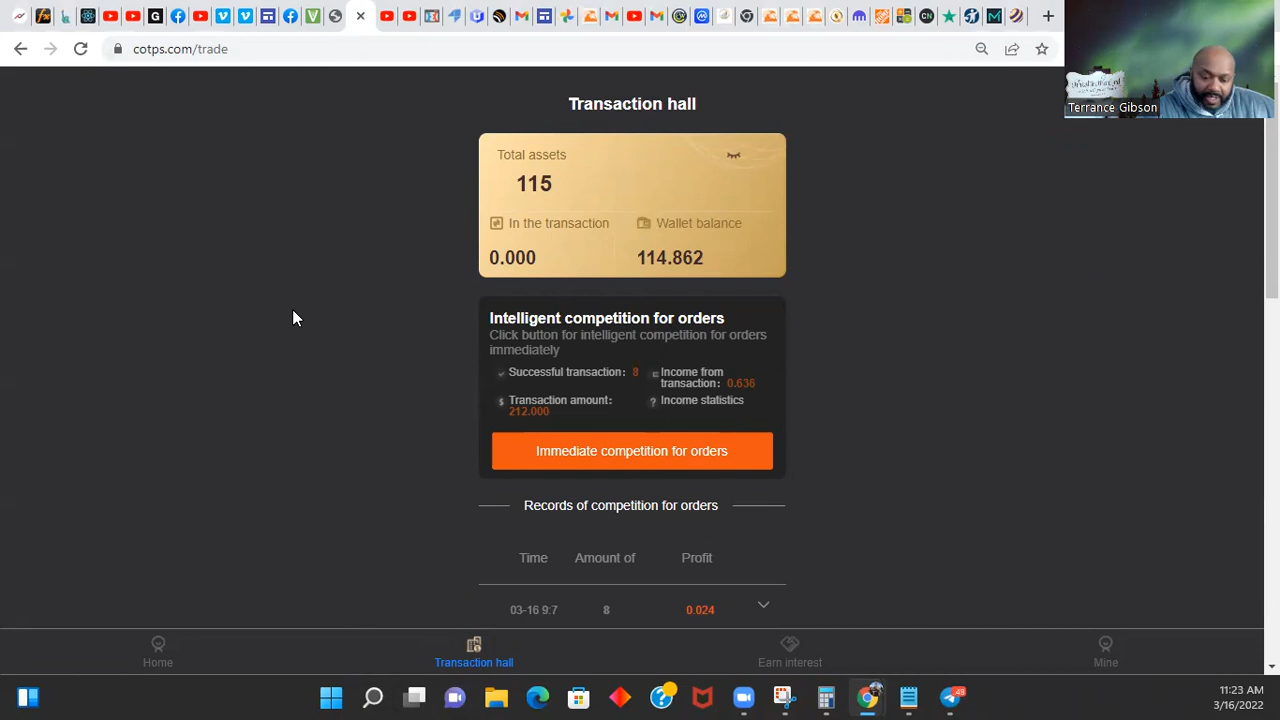 cotps.com/trade
Terrance Gibson
Transaction hall
Total assets
115
In the transaction
Wallet balance
0.000
114.862
Intelligent competition for orders
Click button for intelligent competition for orders
immediately
Successful transaction: 8
Income from
transaction: 0.636
Transaction amount:
212.000
Income statistics
Immediate competition for orders
Records of competition for orders
Time Amount of Profit
03-16 9:7 8 0.024
Home
Transaction hall
Earn interest
Mine
11:23 AM
3/16/2022